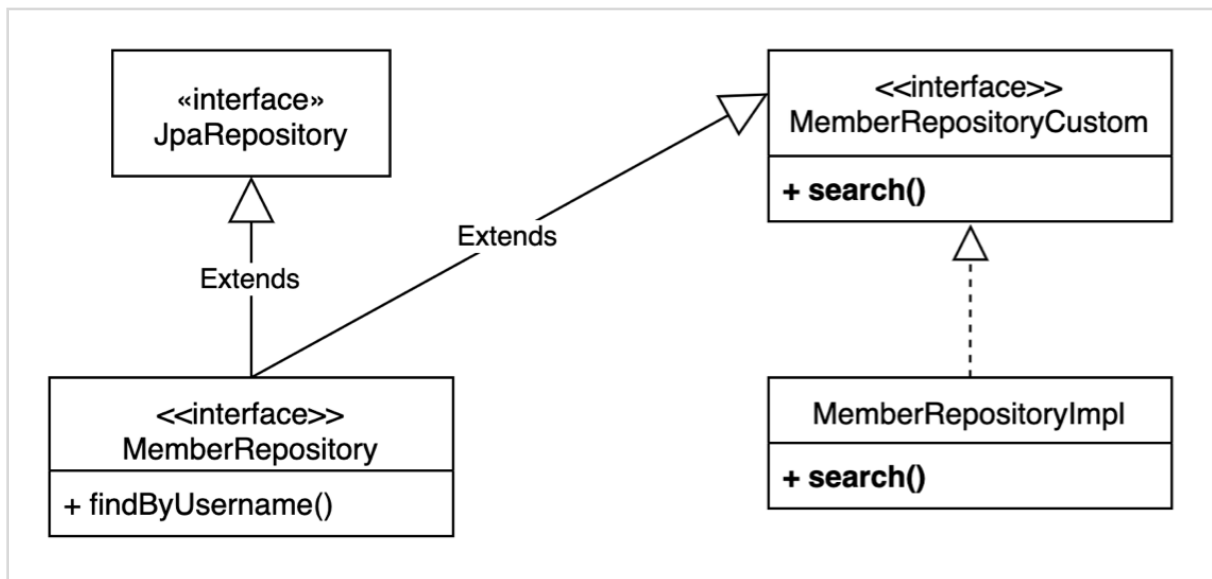 «interface»
JpaRepository
<<interface>>
MemberRepositoryCustom
+ search()
Extends
Extends
<<interface>>
MemberRepository
+ findByUsername()
MemberRepositoryImpl
+ search()